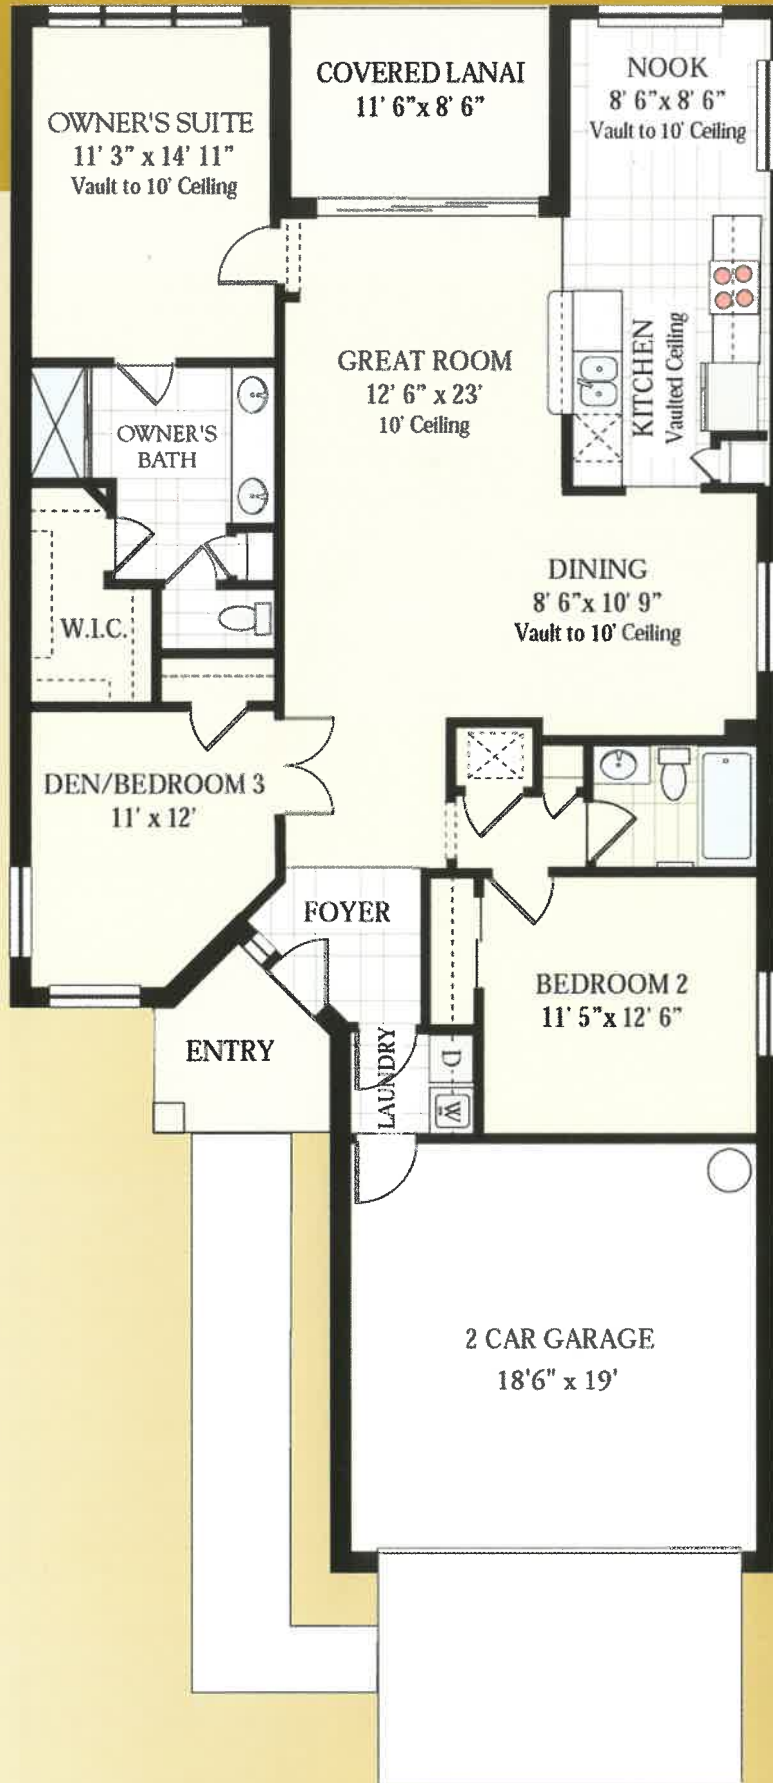 COVERED LANAI
11' 6" x 8' 6"
NOOK
8' 6" x 8' 6"
Vault to 10' Ceiling
OWNER'S SUITE
11' 3" x 14' 11"
Vault to 10' Ceiling
GREAT ROOM
12' 6" x 23'
10' Ceiling
KITCHEN
Vaulted Ceiling
OWNER'S
BATH
DINING
8' 6" x 10' 9"
Vault to 10' Ceiling
W.I.C.
DEN/BEDROOM 3
11' x 12'
FOYER
BEDROOM 2
11' 5" x 12' 6"
ENTRY
LAUNDRY
D
W
2 CAR GARAGE
18'6" x 19'